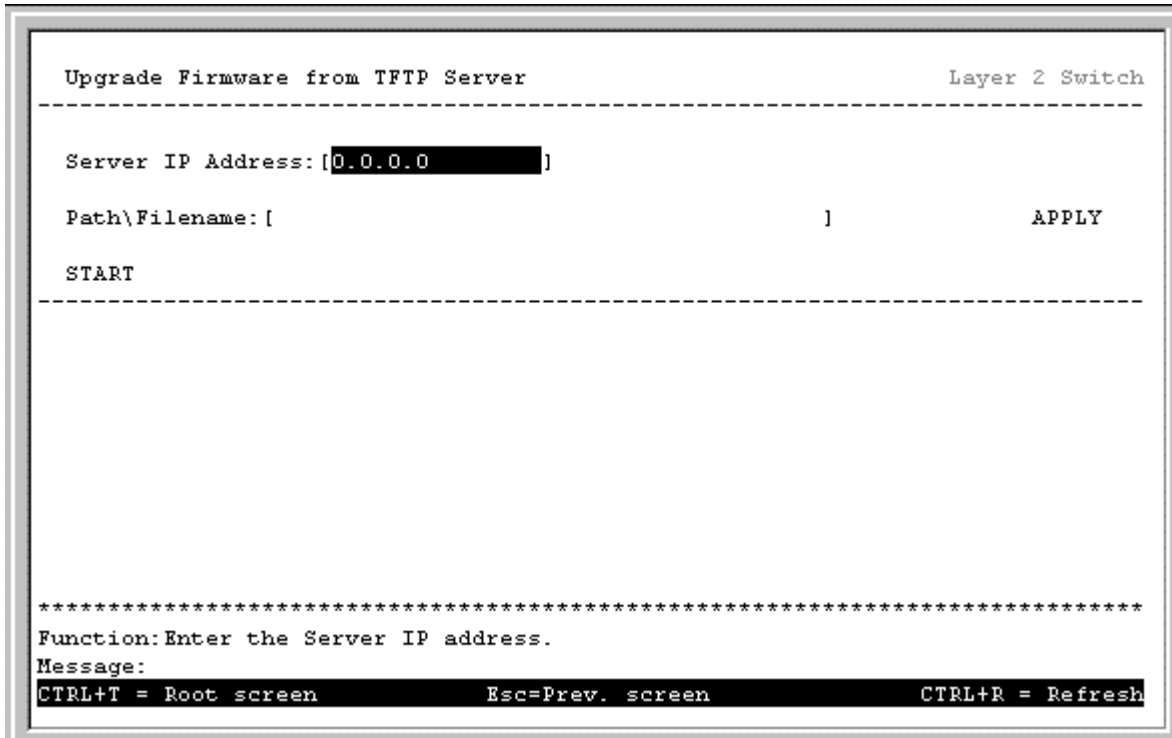 Upgrade Firmware from TFTP Server Layer 2 Switch
--------------------------------------------------------------------------------
Server IP Address:[0.0.0.0 ]
Path\Filename:[ ] APPLY
START
--------------------------------------------------------------------------------
********************************************************************************
Function:Enter the Server IP address.
Message:
CTRL+T = Root screen Esc=Prev. screen CTRL+R = Refresh